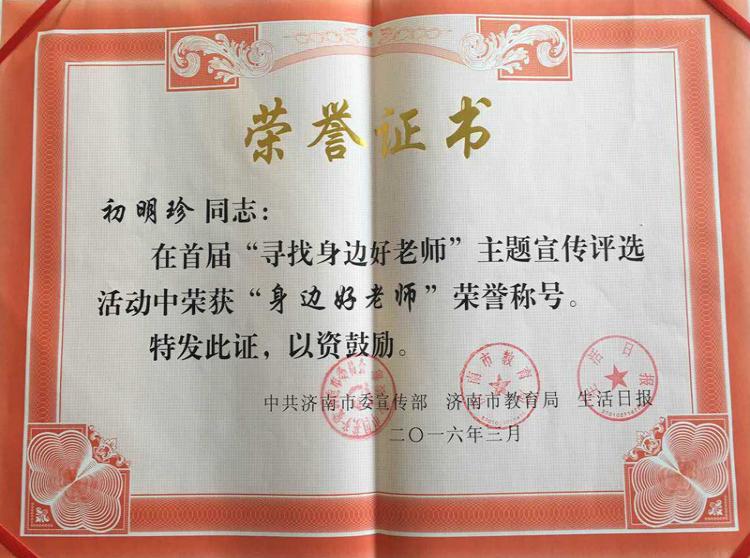 荣誉证书
初明珍同志：
在首届“寻找身边好老师”主题宣传评选
活动中荣获“身边好老师”荣誉称号。
特发此证，以资鼓励。
中共济南市委宣传部 济南市教育局 生活日报
二〇一六年三月